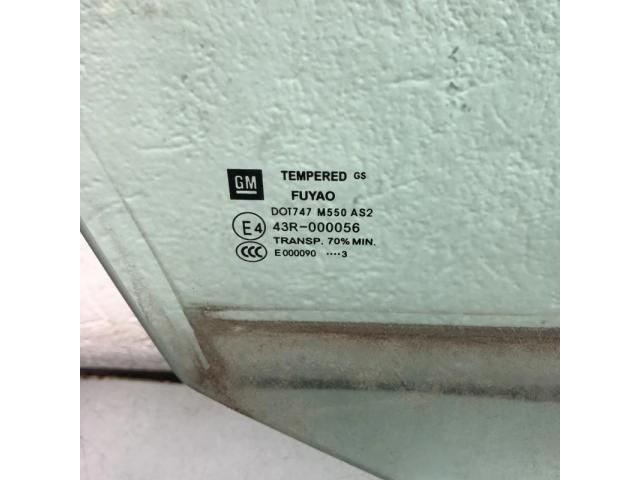 GM TEMPERED GS
FUYAO
DOT747 M550 AS2
E4 43R-000056
TRANSP. 70% MIN.
CCC E000090 ····3